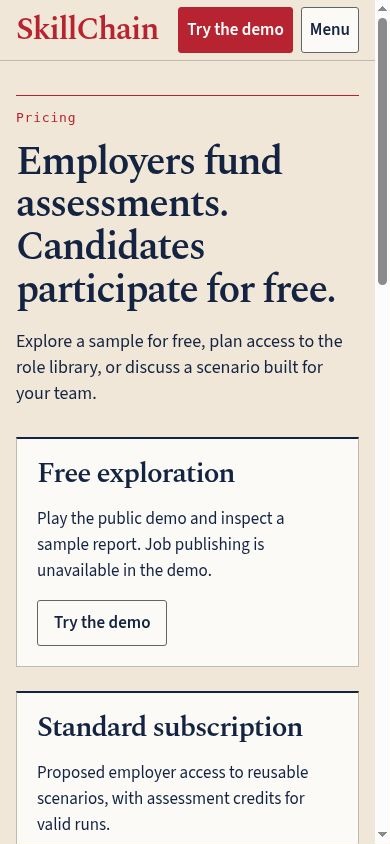 SkillChain
Try the demo
Menu
Pricing
Employers fund
assessments.
Candidates
participate for free.
Explore a sample for free, plan access to the
role library, or discuss a scenario built for
your team.
Free exploration
Play the public demo and inspect a
sample report. Job publishing is
unavailable in the demo.
Try the demo
Standard subscription
Proposed employer access to reusable
scenarios, with assessment credits for
valid runs.